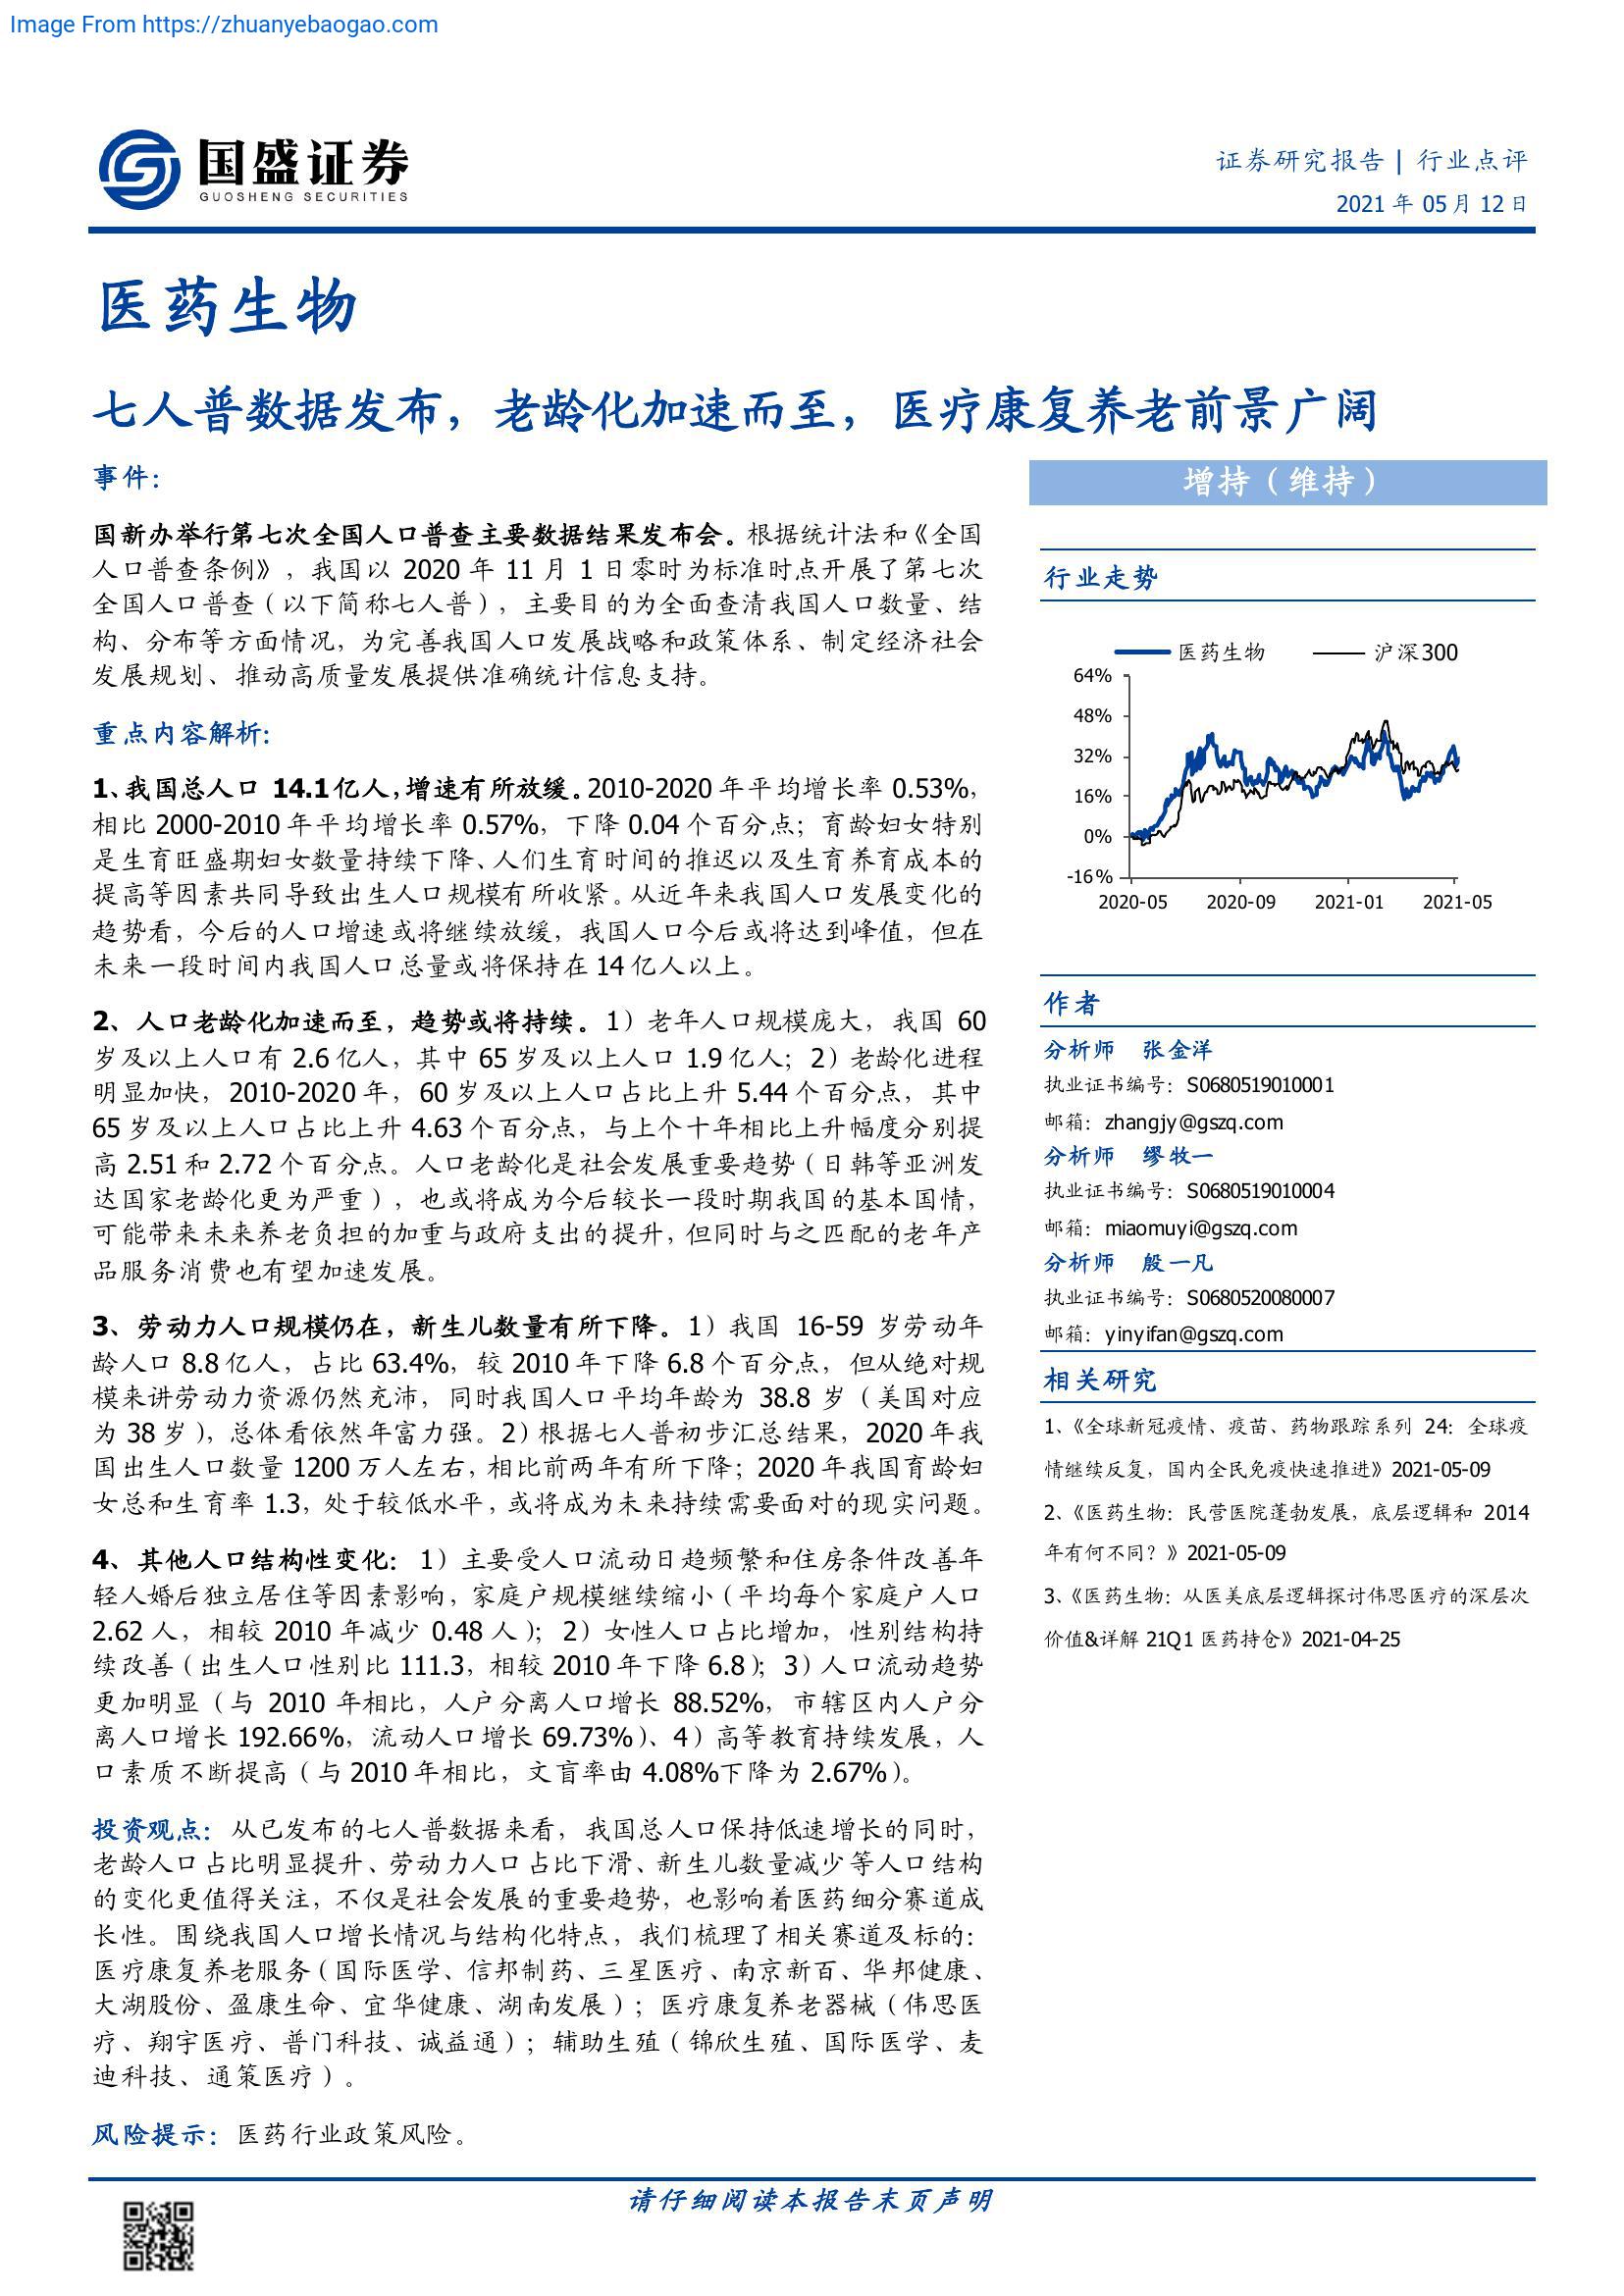 Image From https://zhuanyebaogao.com
国盛证券
GUOSHENG SECURITIES
证券研究报告 | 行业点评
2021 年 05 月 12 日
医药生物
七人普数据发布，老龄化加速而至，医疗康复养老前景广阔
事件：
国新办举行第七次全国人口普查主要数据结果发布会。根据统计法和《全国
人口普查条例》，我国以 2020 年 11 月 1 日零时为标准时点开展了第七次
全国人口普查（以下简称七人普），主要目的为全面查清我国人口数量、结
构、分布等方面情况，为完善我国人口发展战略和政策体系、制定经济社会
发展规划、推动高质量发展提供准确统计信息支持。
重点内容解析：
1、我国总人口 14.1 亿人，增速有所放缓。2010-2020 年平均增长率 0.53%，
相比 2000-2010 年平均增长率 0.57%，下降 0.04 个百分点；育龄妇女特别
是生育旺盛期妇女数量持续下降、人们生育时间的推迟以及生育养育成本的
提高等因素共同导致出生人口规模有所收紧。从近年来我国人口发展变化的
趋势看，今后的人口增速或将继续放缓，我国人口今后或将达到峰值，但在
未来一段时间内我国人口总量或将保持在 14 亿人以上。
2、人口老龄化加速而至，趋势或将持续。1）老年人口规模庞大，我国 60
岁及以上人口有 2.6 亿人，其中 65 岁及以上人口 1.9 亿人；2）老龄化进程
明显加快，2010-2020 年，60 岁及以上人口占比上升 5.44 个百分点，其中
65 岁及以上人口占比上升 4.63 个百分点，与上个十年相比上升幅度分别提
高 2.51 和 2.72 个百分点。人口老龄化是社会发展重要趋势（日韩等亚洲发
达国家老龄化更为严重），也或将成为今后较长一段时期我国的基本国情，
可能带来未来养老负担的加重与政府支出的提升，但同时与之匹配的老年产
品服务消费也有望加速发展。
3、劳动力人口规模仍在，新生儿数量有所下降。1）我国 16-59 岁劳动年
龄人口 8.8 亿人，占比 63.4%，较 2010 年下降 6.8 个百分点，但从绝对规
模来讲劳动力资源仍然充沛，同时我国人口平均年龄为 38.8 岁（美国对应
为 38 岁），总体看依然年富力强。2）根据七人普初步汇总结果，2020 年我
国出生人口数量 1200 万人左右，相比前两年有所下降；2020 年我国育龄妇
女总和生育率 1.3，处于较低水平，或将成为未来持续需要面对的现实问题。
4、其他人口结构性变化：1）主要受人口流动日趋频繁和住房条件改善年
轻人婚后独立居住等因素影响，家庭户规模继续缩小（平均每个家庭户人口
2.62 人，相较 2010 年减少 0.48 人）；2）女性人口占比增加，性别结构持
续改善（出生人口性别比 111.3，相较 2010 年下降 6.8）；3）人口流动趋势
更加明显（与 2010 年相比，人户分离人口增长 88.52%，市辖区内人户分
离人口增长 192.66%，流动人口增长 69.73%）、4）高等教育持续发展，人
口素质不断提高（与 2010 年相比，文盲率由 4.08%下降为 2.67%）。
投资观点：从已发布的七人普数据来看，我国总人口保持低速增长的同时，
老龄人口占比明显提升、劳动力人口占比下滑、新生儿数量减少等人口结构
的变化更值得关注，不仅是社会发展的重要趋势，也影响着医药细分赛道成
长性。围绕我国人口增长情况与结构化特点，我们梳理了相关赛道及标的：
医疗康复养老服务（国际医学、信邦制药、三星医疗、南京新百、华邦健康、
大湖股份、盈康生命、宜华健康、湖南发展）；医疗康复养老器械（伟思医
疗、翔宇医疗、普门科技、诚益通）；辅助生殖（锦欣生殖、国际医学、麦
迪科技、通策医疗）。
风险提示：医药行业政策风险。
增持（维持）
行业走势
医药生物 沪深300
64%
48%
32%
16%
0%
-16%
2020-05 2020-09 2021-01 2021-05
作者
分析师 张金洋
执业证书编号：S0680519010001
邮箱：zhangjy@gszq.com
分析师 缪牧一
执业证书编号：S0680519010004
邮箱：miaomuyi@gszq.com
分析师 殷一凡
执业证书编号：S0680520080007
邮箱：yinyifan@gszq.com
相关研究
1、《全球新冠疫情、疫苗、药物跟踪系列 24：全球疫
情继续反复，国内全民免疫快速推进》2021-05-09
2、《医药生物：民营医院蓬勃发展，底层逻辑和 2014
年有何不同？》2021-05-09
3、《医药生物：从医美底层逻辑探讨伟思医疗的深层次
价值&详解 21Q1 医药持仓》2021-04-25
请仔细阅读本报告末页声明